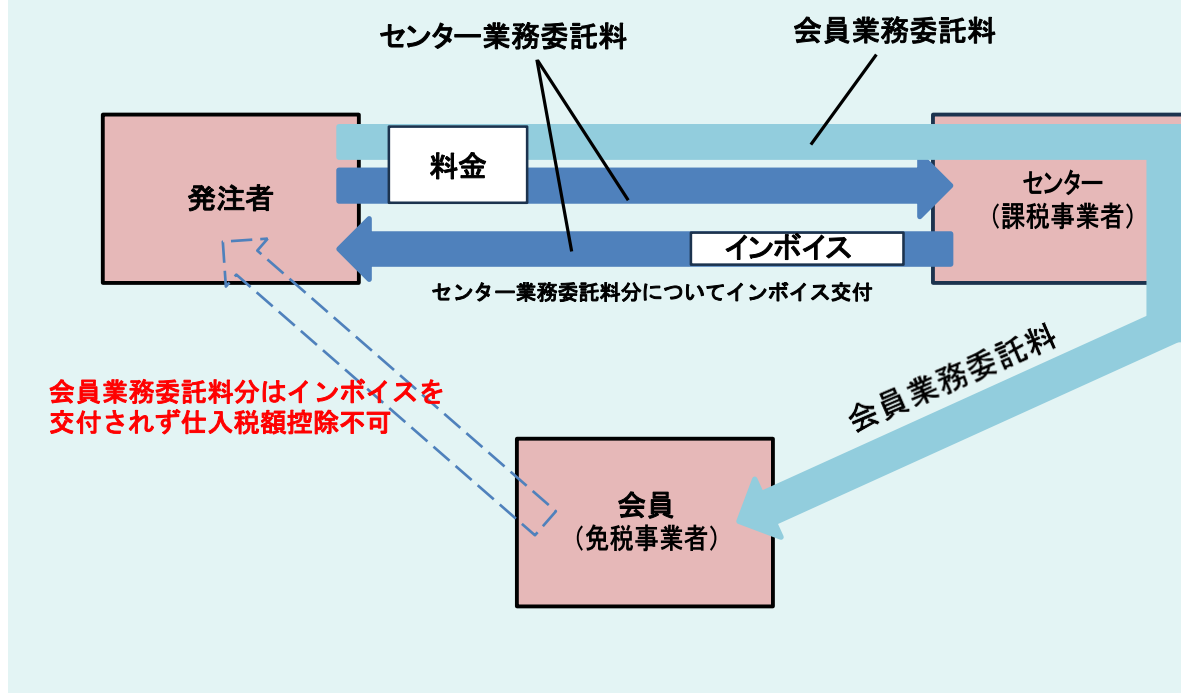 センター業務委託料
会員業務委託料
発注者
料金
センター
（課税事業者）
インボイス
センター業務委託料分についてインボイス交付
会員業務委託料
会員業務委託料分はインボイスを
交付されず仕入税額控除不可
会員
（免税事業者）